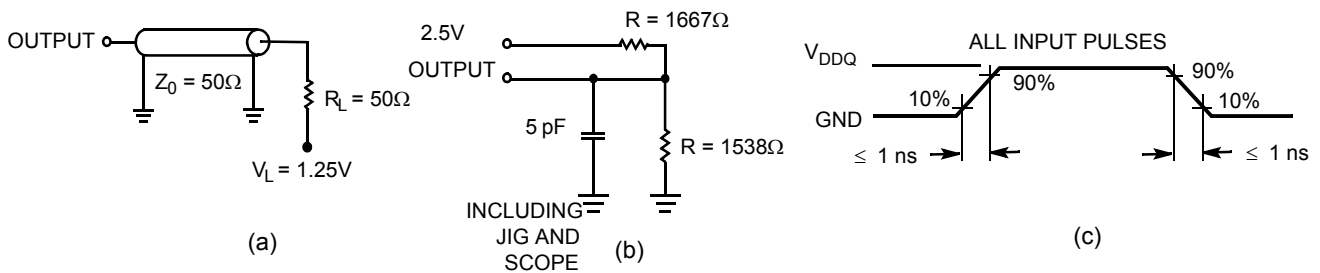 OUTPUT
Z0 = 50Ω
RL = 50Ω
VL = 1.25V
(a)
R = 1667Ω
2.5V
OUTPUT
5 pF
R = 1538Ω
INCLUDING
JIG AND
SCOPE
(b)
ALL INPUT PULSES
VDDQ
90%
90%
10%
10%
GND
≤ 1 ns
≤ 1 ns
(c)